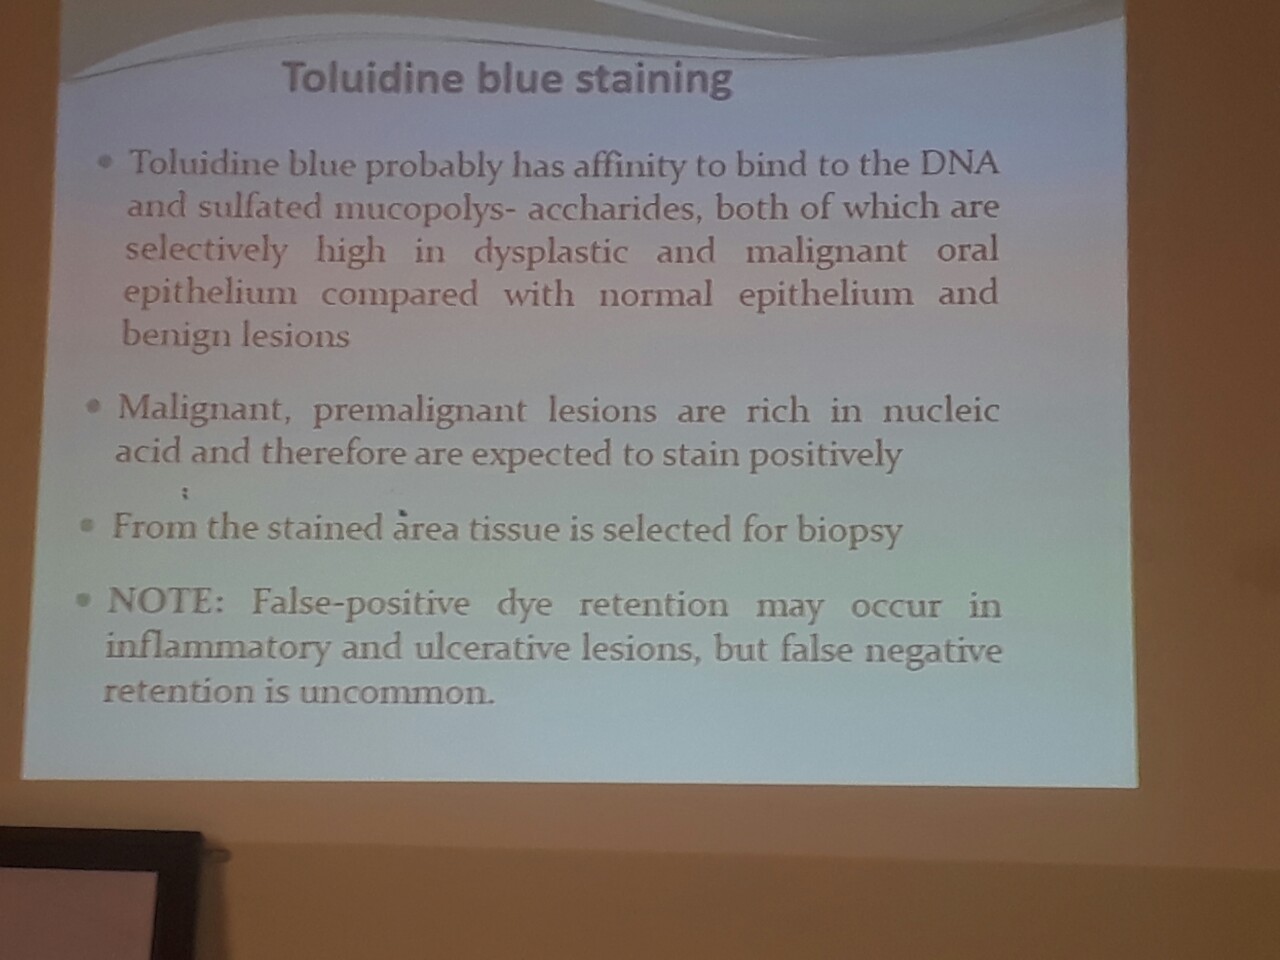 Toluidine blue staining
• Toluidine blue probably has affinity to bind to the DNA
and sulfated mucopolys- accharides, both of which are
selectively high in dysplastic and malignant oral
epithelium compared with normal epithelium and
benign lesions
• Malignant, premalignant lesions are rich in nucleic
acid and therefore are expected to stain positively
• From the stained area tissue is selected for biopsy
• NOTE: False-positive dye retention may occur in
inflammatory and ulcerative lesions, but false negative
retention is uncommon.